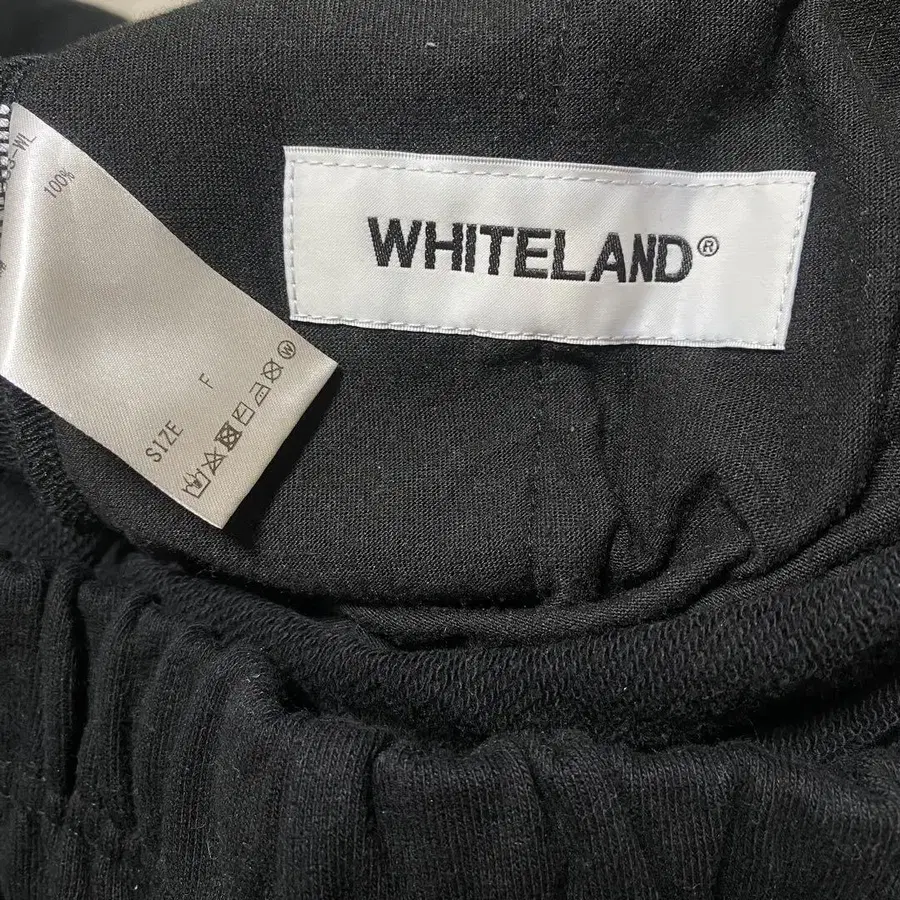 WHITELAND®
100%
SIZE F
W